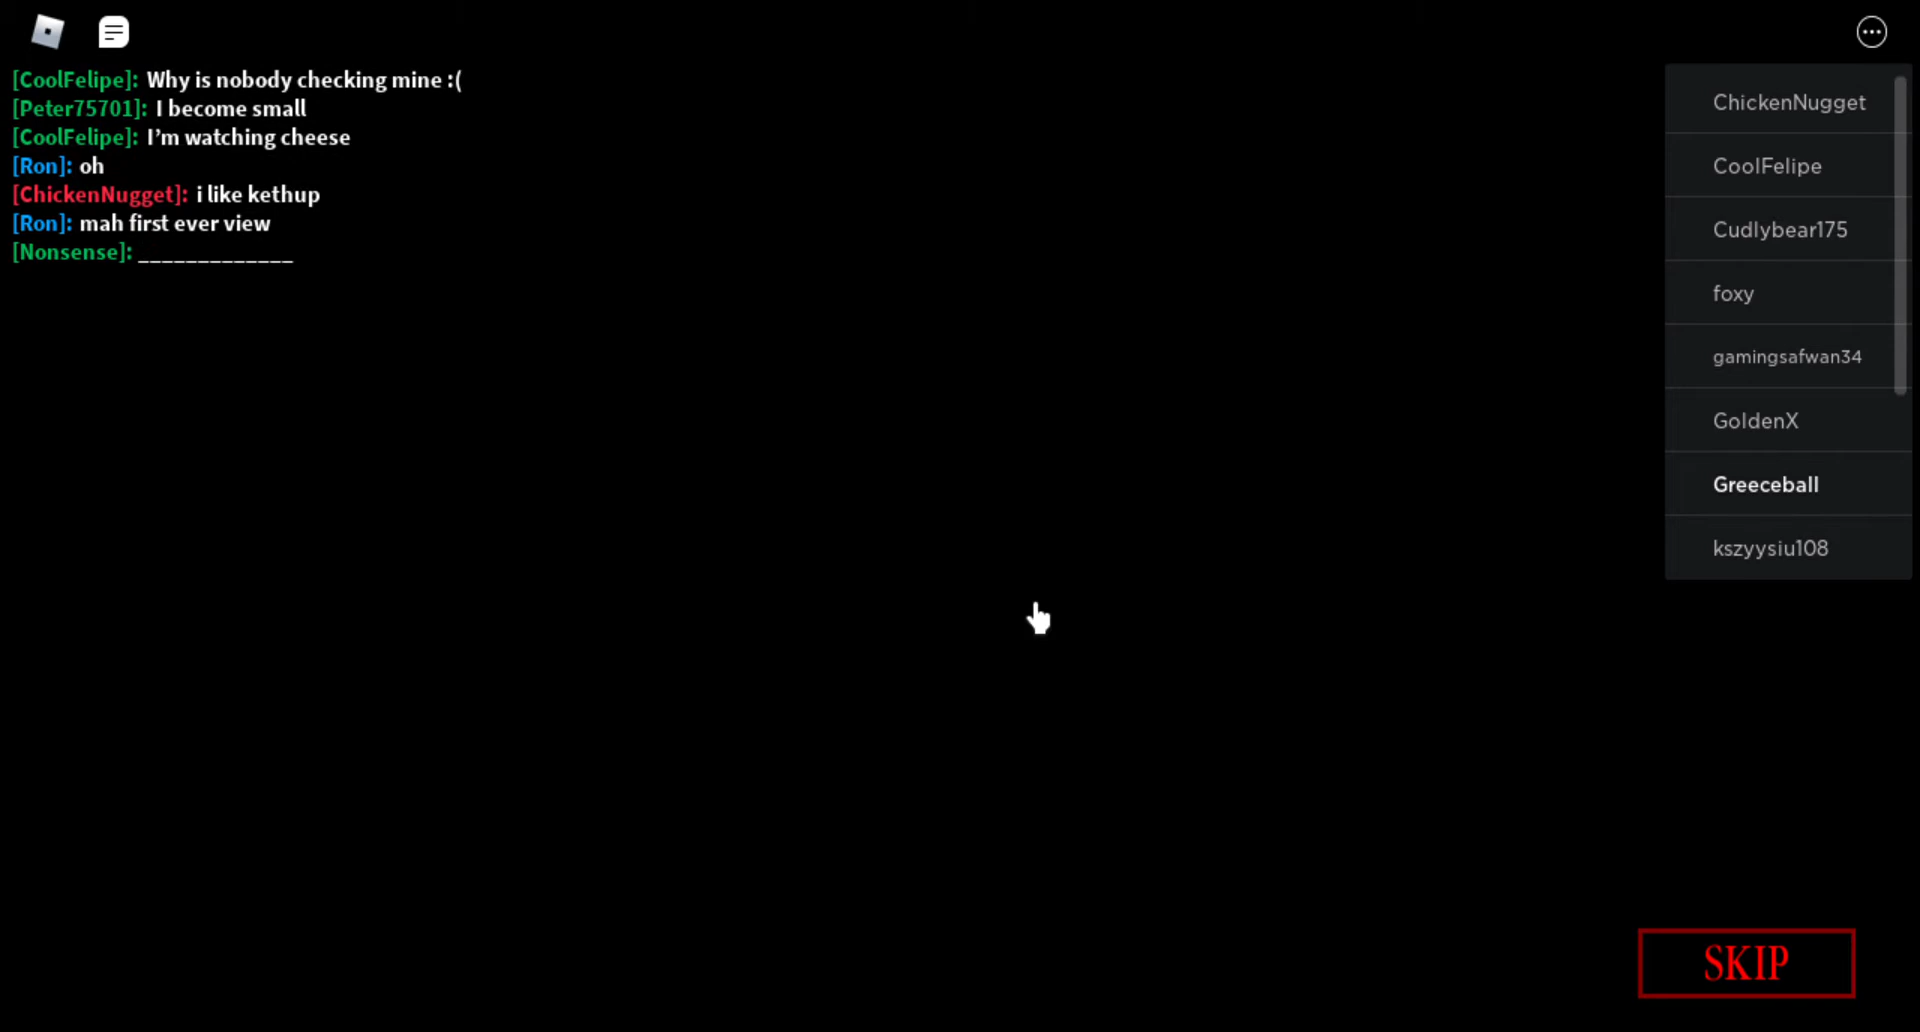 [CoolFelipe]: Why is nobody checking mine :(
[Peter75701]: I become small
[CoolFelipe]: I’m watching cheese
[Ron]: oh
[ChickenNugget]: i like kethup
[Ron]: mah first ever view
[Nonsense]: _____________
ChickenNugget
CoolFelipe
Cudlybear175
foxy
gamingsafwan34
GoldenX
Greeceball
kszyysiu108
SKIP